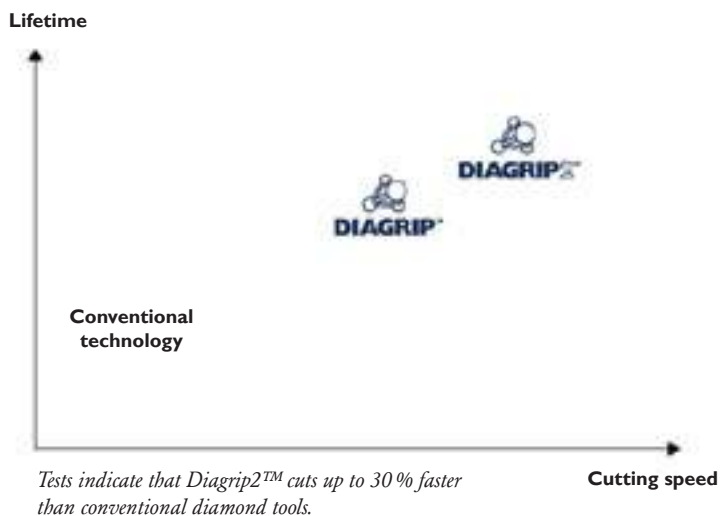 Lifetime
DIAGRIP2
DIAGRIP™
Conventional
technology
Tests indicate that Diagrip2™ cuts up to 30 % faster
than conventional diamond tools.
Cutting speed